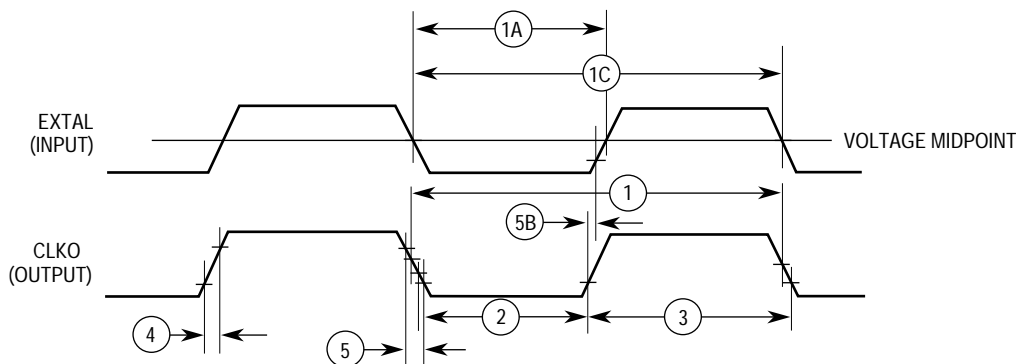 1A
1C
EXTAL
(INPUT)
VOLTAGE MIDPOINT
1
5B
CLKO
(OUTPUT)
2
3
4
5